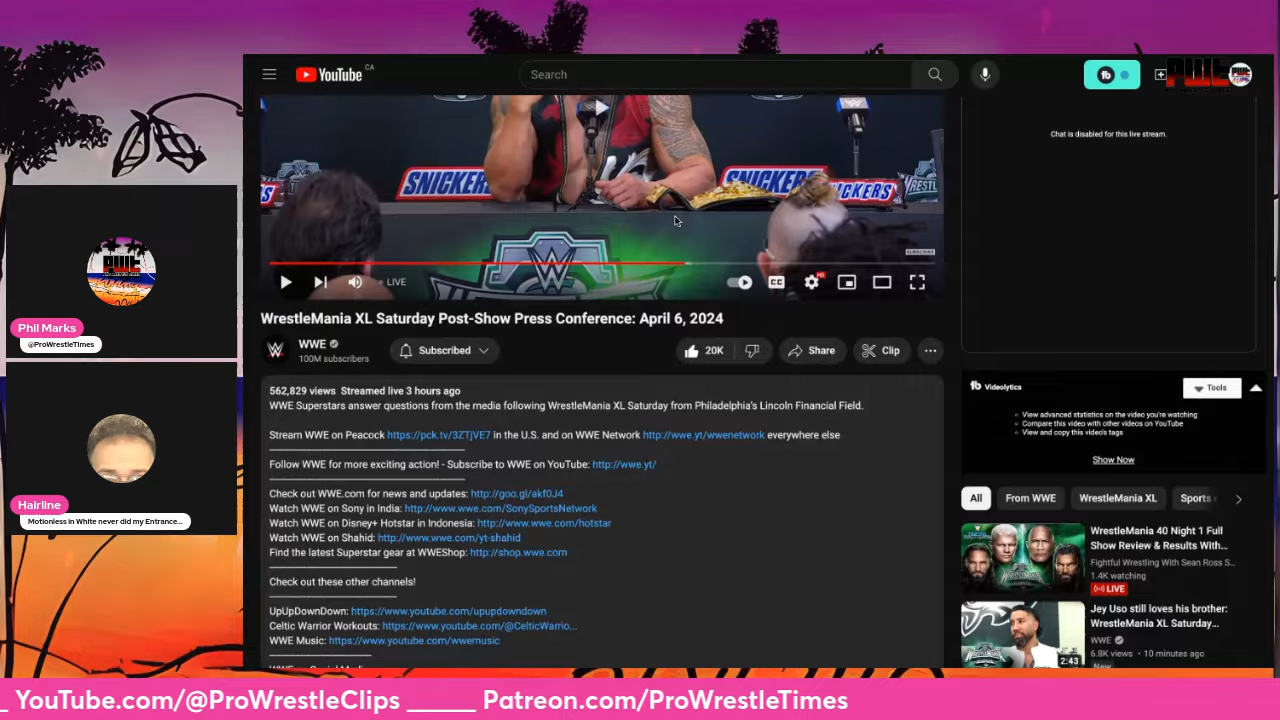 YouTube CA
Search
PWT
Chat is disabled for this live stream.
SNICKERS
SNICKERS
SNICKERS
LIVE
CC
HD
WrestleMania XL Saturday Post-Show Press Conference: April 6, 2024
WWE
100M subscribers
Subscribed
20K
Share
Clip
562,829 views Streamed live 3 hours ago
WWE Superstars answer questions from the media following WrestleMania XL Saturday from Philadelphia's Lincoln Financial Field.
Stream WWE on Peacock https://pck.tv/3ZTjVE7 in the U.S. and on WWE Network http://www.wwe.yt/wwenetwork everywhere else
Follow WWE for more exciting action! - Subscribe to WWE on YouTube: http://wwe.yt/
Check out WWE.com for news and updates: http://goo.gl/akf0J4
Watch WWE on Sony in India: http://www.wwe.com/SonySportsNetwork
Watch WWE on Disney+ Hotstar in Indonesia: http://www.wwe.com/hotstar
Watch WWE on Shahid: http://www.wwe.com/yt-shahid
Find the latest Superstar gear at WWEShop: http://shop.wwe.com
Check out these other channels!
UpUpDownDown: https://www.youtube.com/upupdowndown
Celtic Warrior Workouts: https://www.youtube.com/@CelticWarrio...
WWE Music: https://www.youtube.com/wwemusic
Videolytics
Tools
View advanced statistics on the video you're watching
Compare this video with other videos on YouTube
View and copy this video's tags
Show Now
All
From WWE
WrestleMania XL
Sports
WrestleMania 40 Night 1 Full
Show Review & Results With...
Fightful Wrestling With Sean Ross S...
1.4K watching
LIVE
Jey Uso still loves his brother:
WrestleMania XL Saturday...
WWE
6.8K views • 10 minutes ago
New
2:43
PWT
Phil Marks
@ProWrestleTimes
Hairline
Motionless in White never did my Entrance...
YouTube.com/@ProWrestleClips ____ Patreon.com/ProWrestleTimes